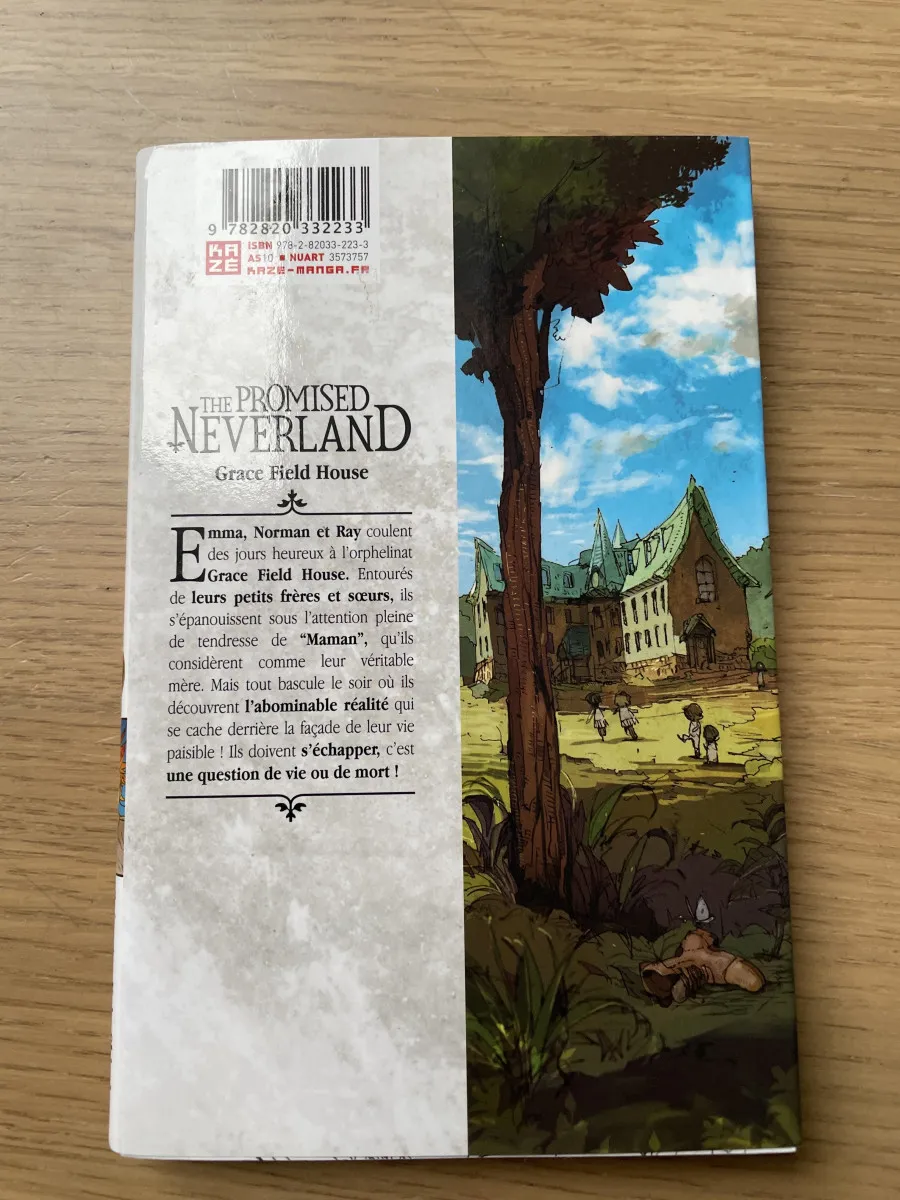 9 782820 332233
KAZÉ
ISBN 978-2-82033-223-3
AS10 ■ NUART 3573757
KAZE-MANGA.FR
THE PROMISED
NEVERLAND
Grace Field House
Emma, Norman et Ray coulent
des jours heureux à l'orphelinat
Grace Field House. Entourés
de leurs petits frères et sœurs, ils
s'épanouissent sous l'attention pleine
de tendresse de “Maman”, qu'ils
considèrent comme leur véritable
mère. Mais tout bascule le soir où ils
découvrent l'abominable réalité qui
se cache derrière la façade de leur vie
paisible ! Ils doivent s'échapper, c'est
une question de vie ou de mort !